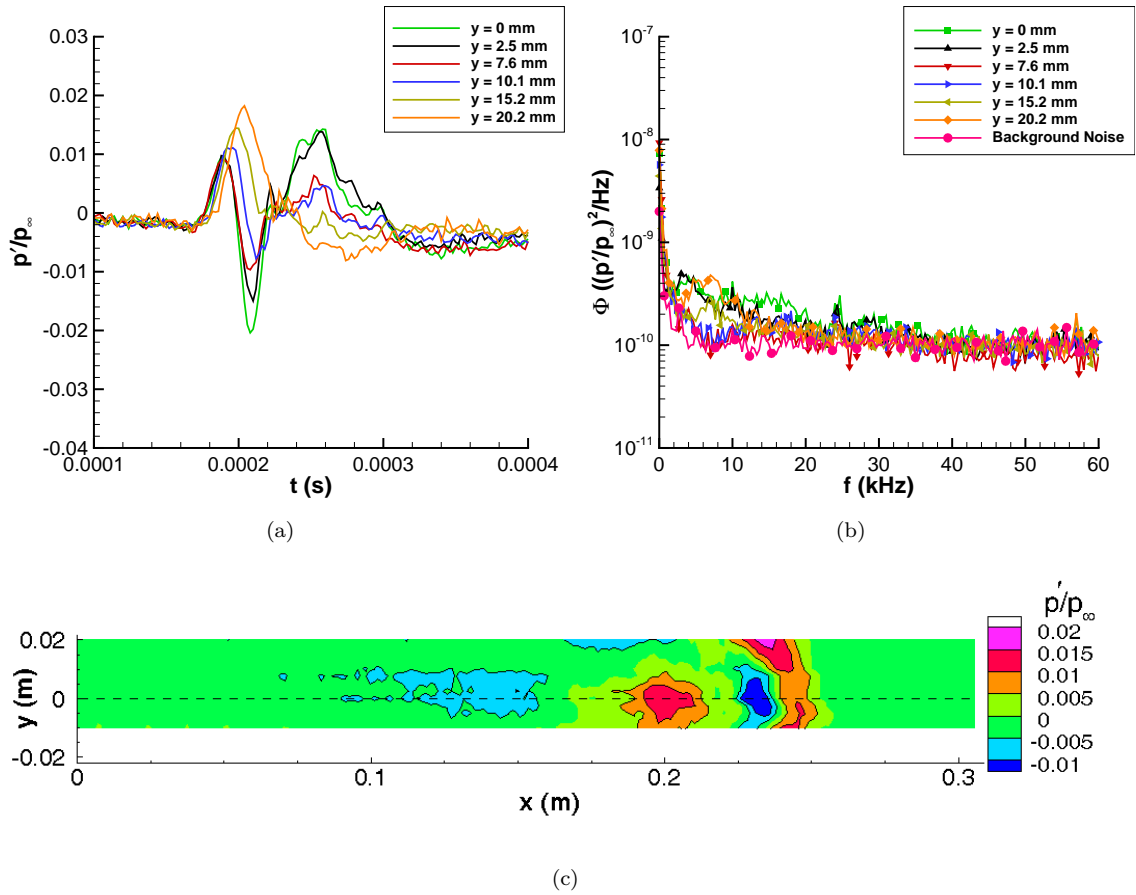 0.03
0.02
0.01
0
-0.01
-0.02
-0.03
-0.04
p'/p∞
0.0001
0.0002
0.0003
0.0004
t (s)
y = 0 mm
y = 2.5 mm
y = 7.6 mm
y = 10.1 mm
y = 15.2 mm
y = 20.2 mm
(a)
10⁻⁷
10⁻⁸
10⁻⁹
10⁻¹⁰
10⁻¹¹
Φ ((p'/p∞)²/Hz)
0
10
20
30
40
50
60
f (kHz)
y = 0 mm
y = 2.5 mm
y = 7.6 mm
y = 10.1 mm
y = 15.2 mm
y = 20.2 mm
Background Noise
(b)
0.02
0
-0.02
y (m)
0
0.1
0.2
0.3
x (m)
p'/p∞
0.02
0.015
0.01
0.005
0
-0.005
-0.01
(c)